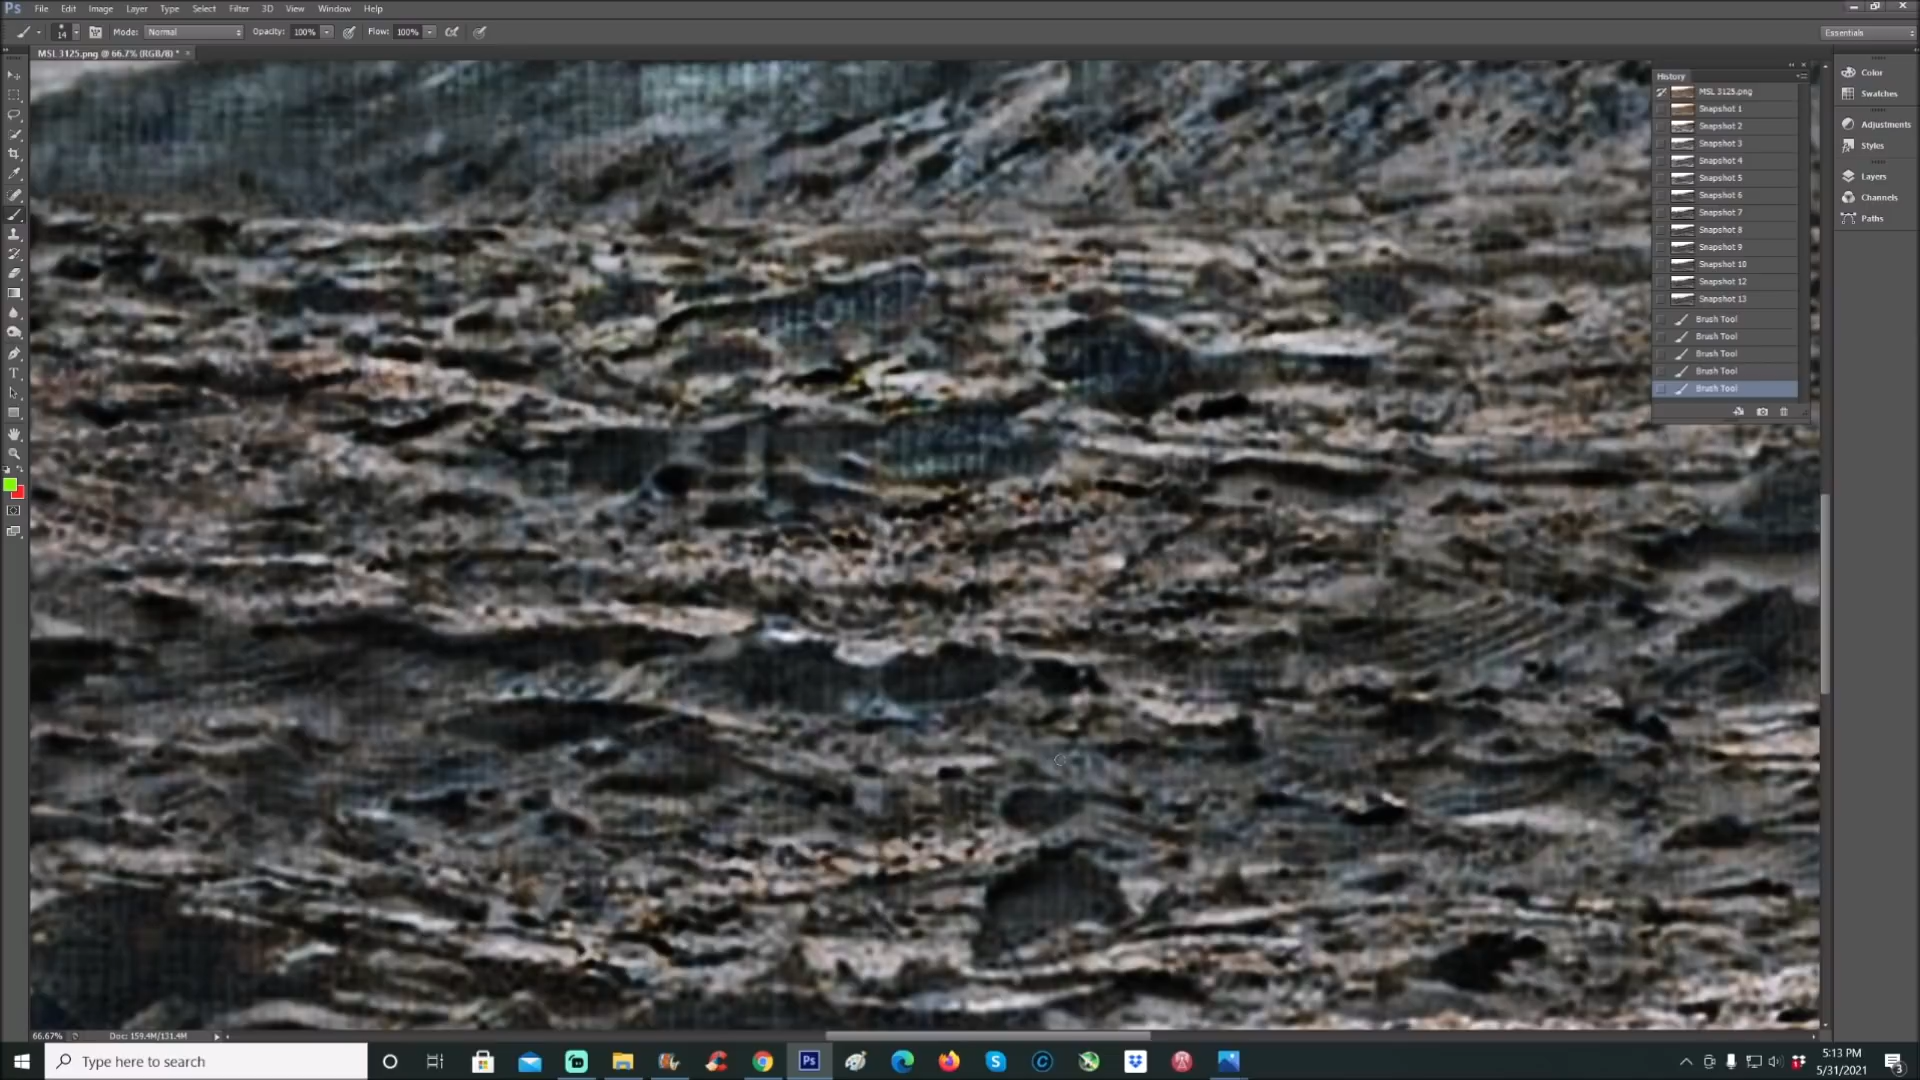 Ps File Edit Image Layer Type Select Filter 3D View Window Help
14 Mode: Normal Opacity: 100% Flow: 100% Essentials
MSL 3125.png @ 66.7% (RGB/8) * ×
History
MSL 3125.png
Snapshot 1
Snapshot 2
Snapshot 3
Snapshot 4
Snapshot 5
Snapshot 6
Snapshot 7
Snapshot 8
Snapshot 9
Snapshot 10
Snapshot 12
Snapshot 13
Brush Tool
Brush Tool
Brush Tool
Brush Tool
Brush Tool
Color
Swatches
Adjustments
Styles
Layers
Channels
Paths
66.67% Doc: 159.4M/131.4M
Type here to search
Ps
5:13 PM
5/31/2021
3